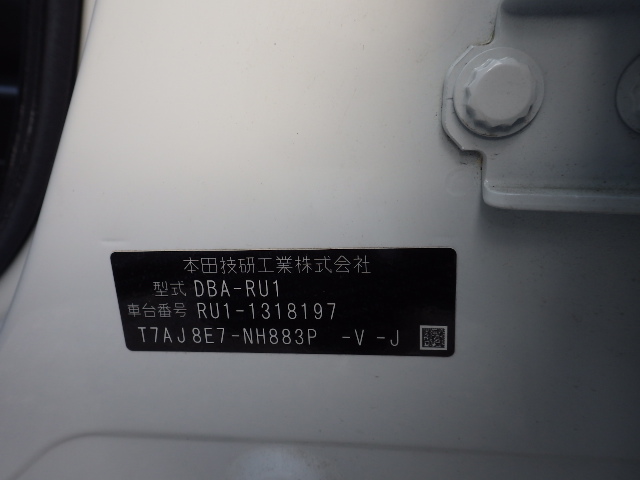 本田技研工業株式会社
型式 DBA-RU1
車台番号 RU1-1318197
T7AJ8E7-NH883P -V -J